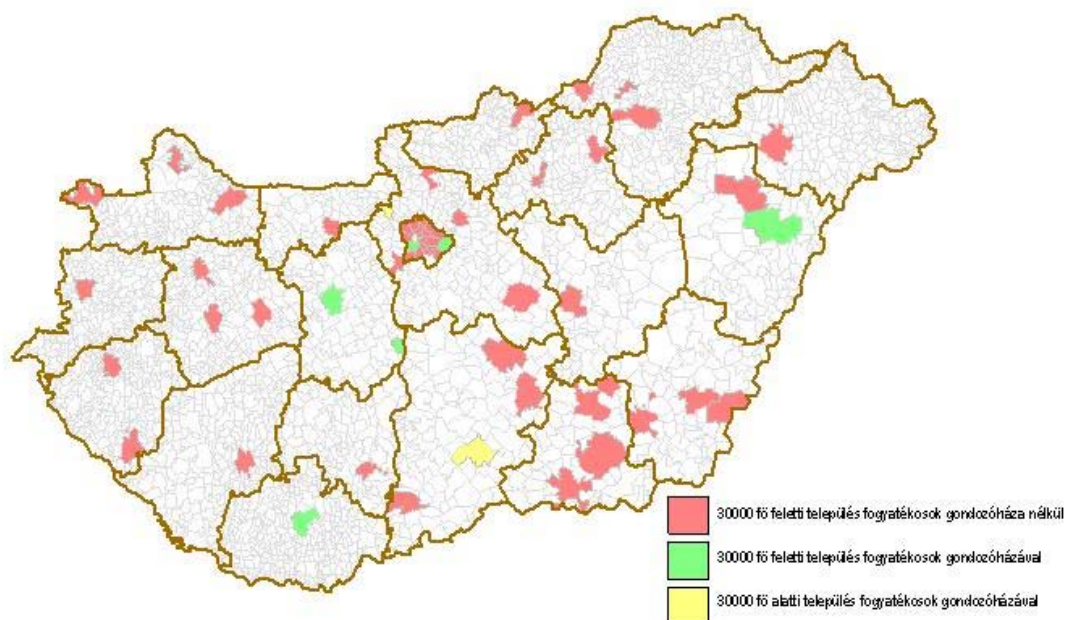 30000 fő feletti település fogyatékosok gondozóháza nélkül
30000 fő feletti település fogyatékosok gondozóházával
30000 fő alatti település fogyatékosok gondozóházával